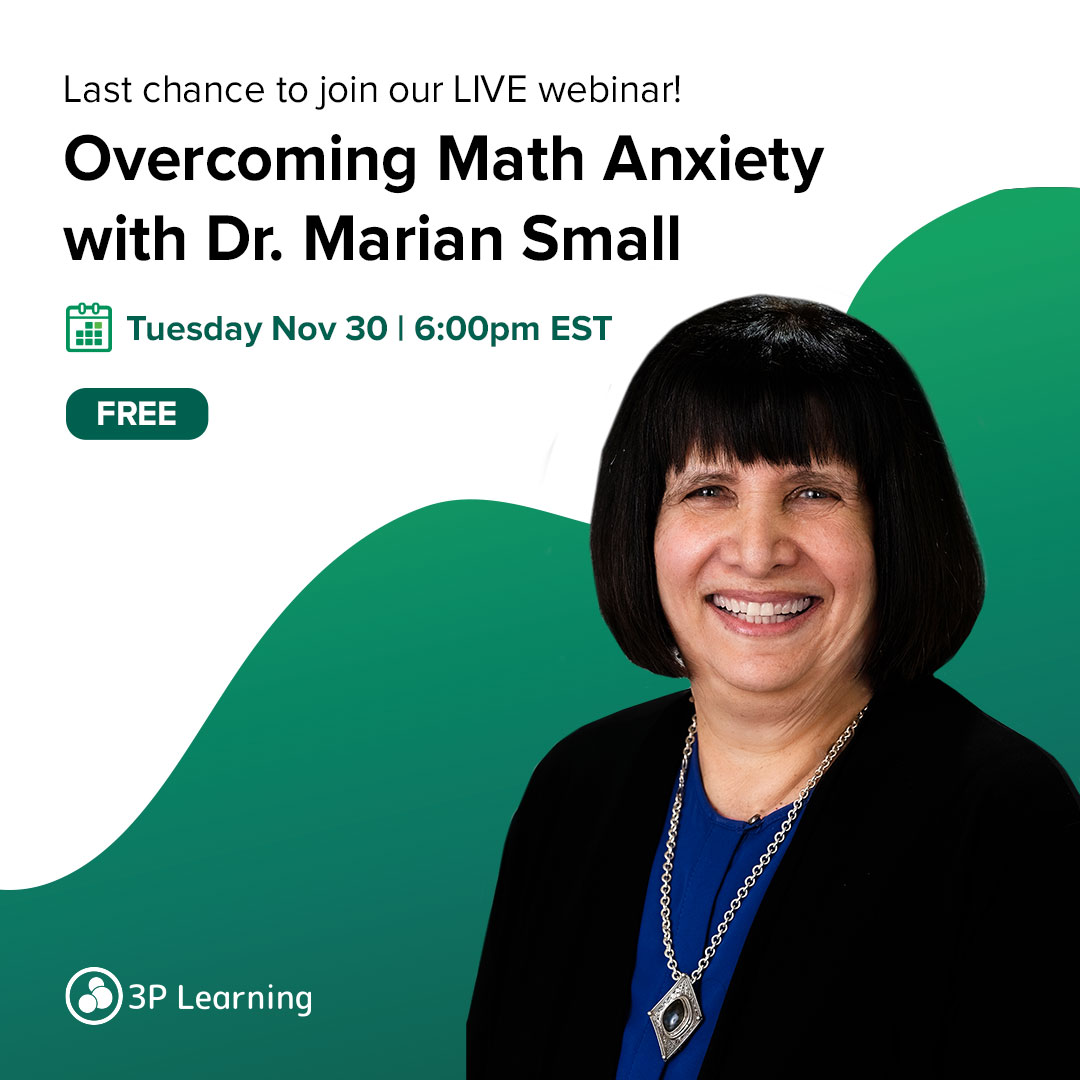 Last chance to join our LIVE webinar!
Overcoming Math Anxiety
with Dr. Marian Small
Tuesday Nov 30 | 6:00pm EST
FREE
3P Learning